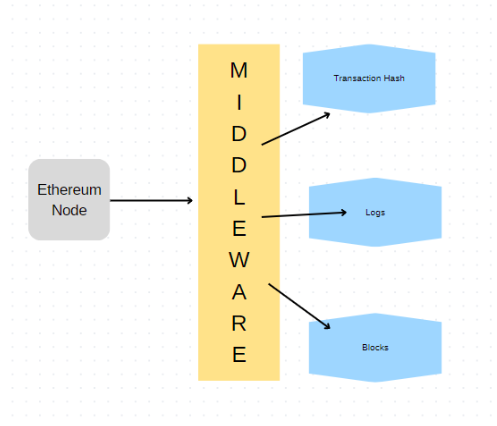 Ethereum
Node
M
I
D
D
L
E
W
A
R
E
Transaction Hash
Logs
Blocks